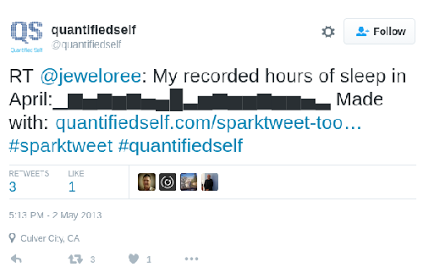 QS
Quantified Self
quantifiedself
@quantifiedself
Follow
RT @jeweloree: My recorded hours of sleep in
April: Made
with: quantifiedself.com/sparktweet-too…
#sparktweet #quantifiedself
RETWEETS LIKE
3 1
5:13 PM - 2 May 2013
Culver City, CA
3 1